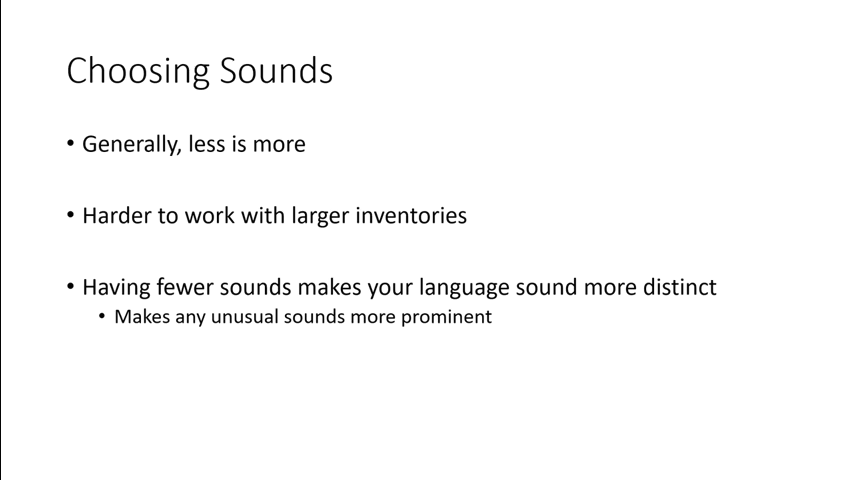 Choosing Sounds
• Generally, less is more
• Harder to work with larger inventories
• Having fewer sounds makes your language sound more distinct
• Makes any unusual sounds more prominent